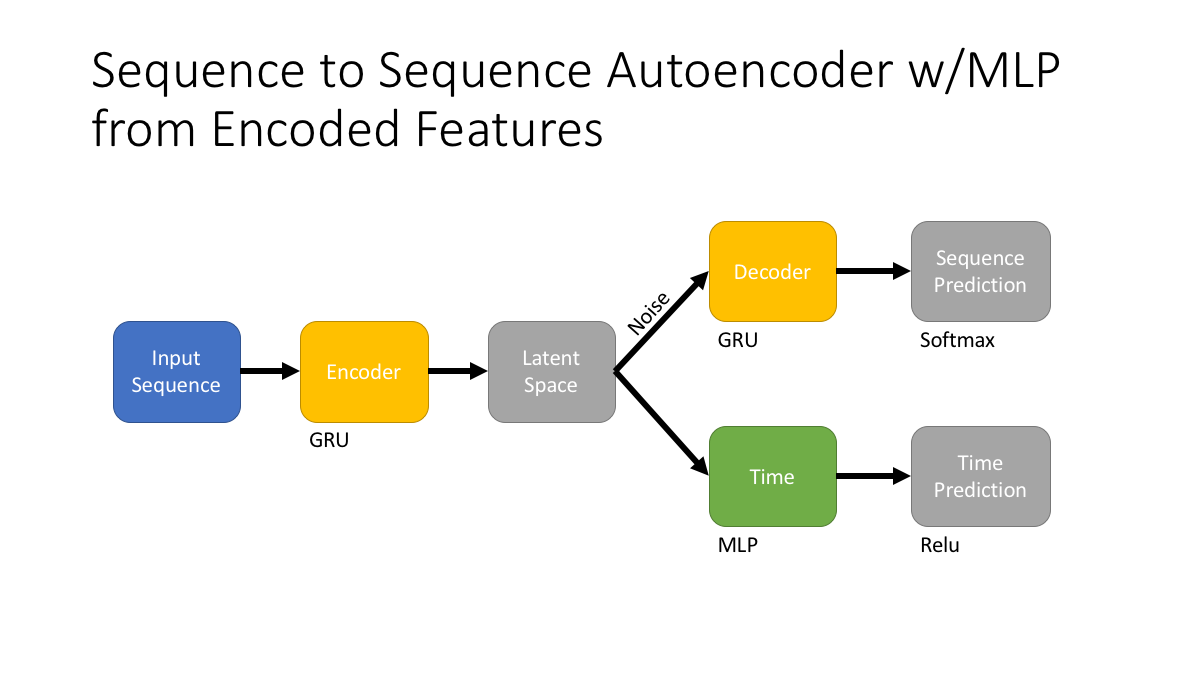 Sequence to Sequence Autoencoder w/MLP
from Encoded Features
Input
Sequence
Encoder
GRU
Latent
Space
Noise
Decoder
GRU
Sequence
Prediction
Softmax
Time
MLP
Time
Prediction
Relu